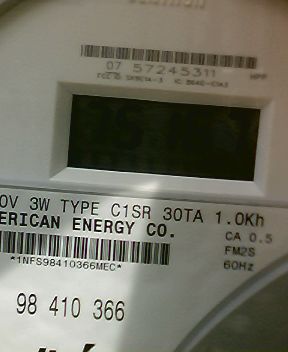 07 57245311 MPP
0V 3W TYPE C1SR 30TA 1.0Kh
ERICAN ENERGY CO. CA 0.5
FM2S
*1NFS98410366MEC* 60Hz
98 410 366